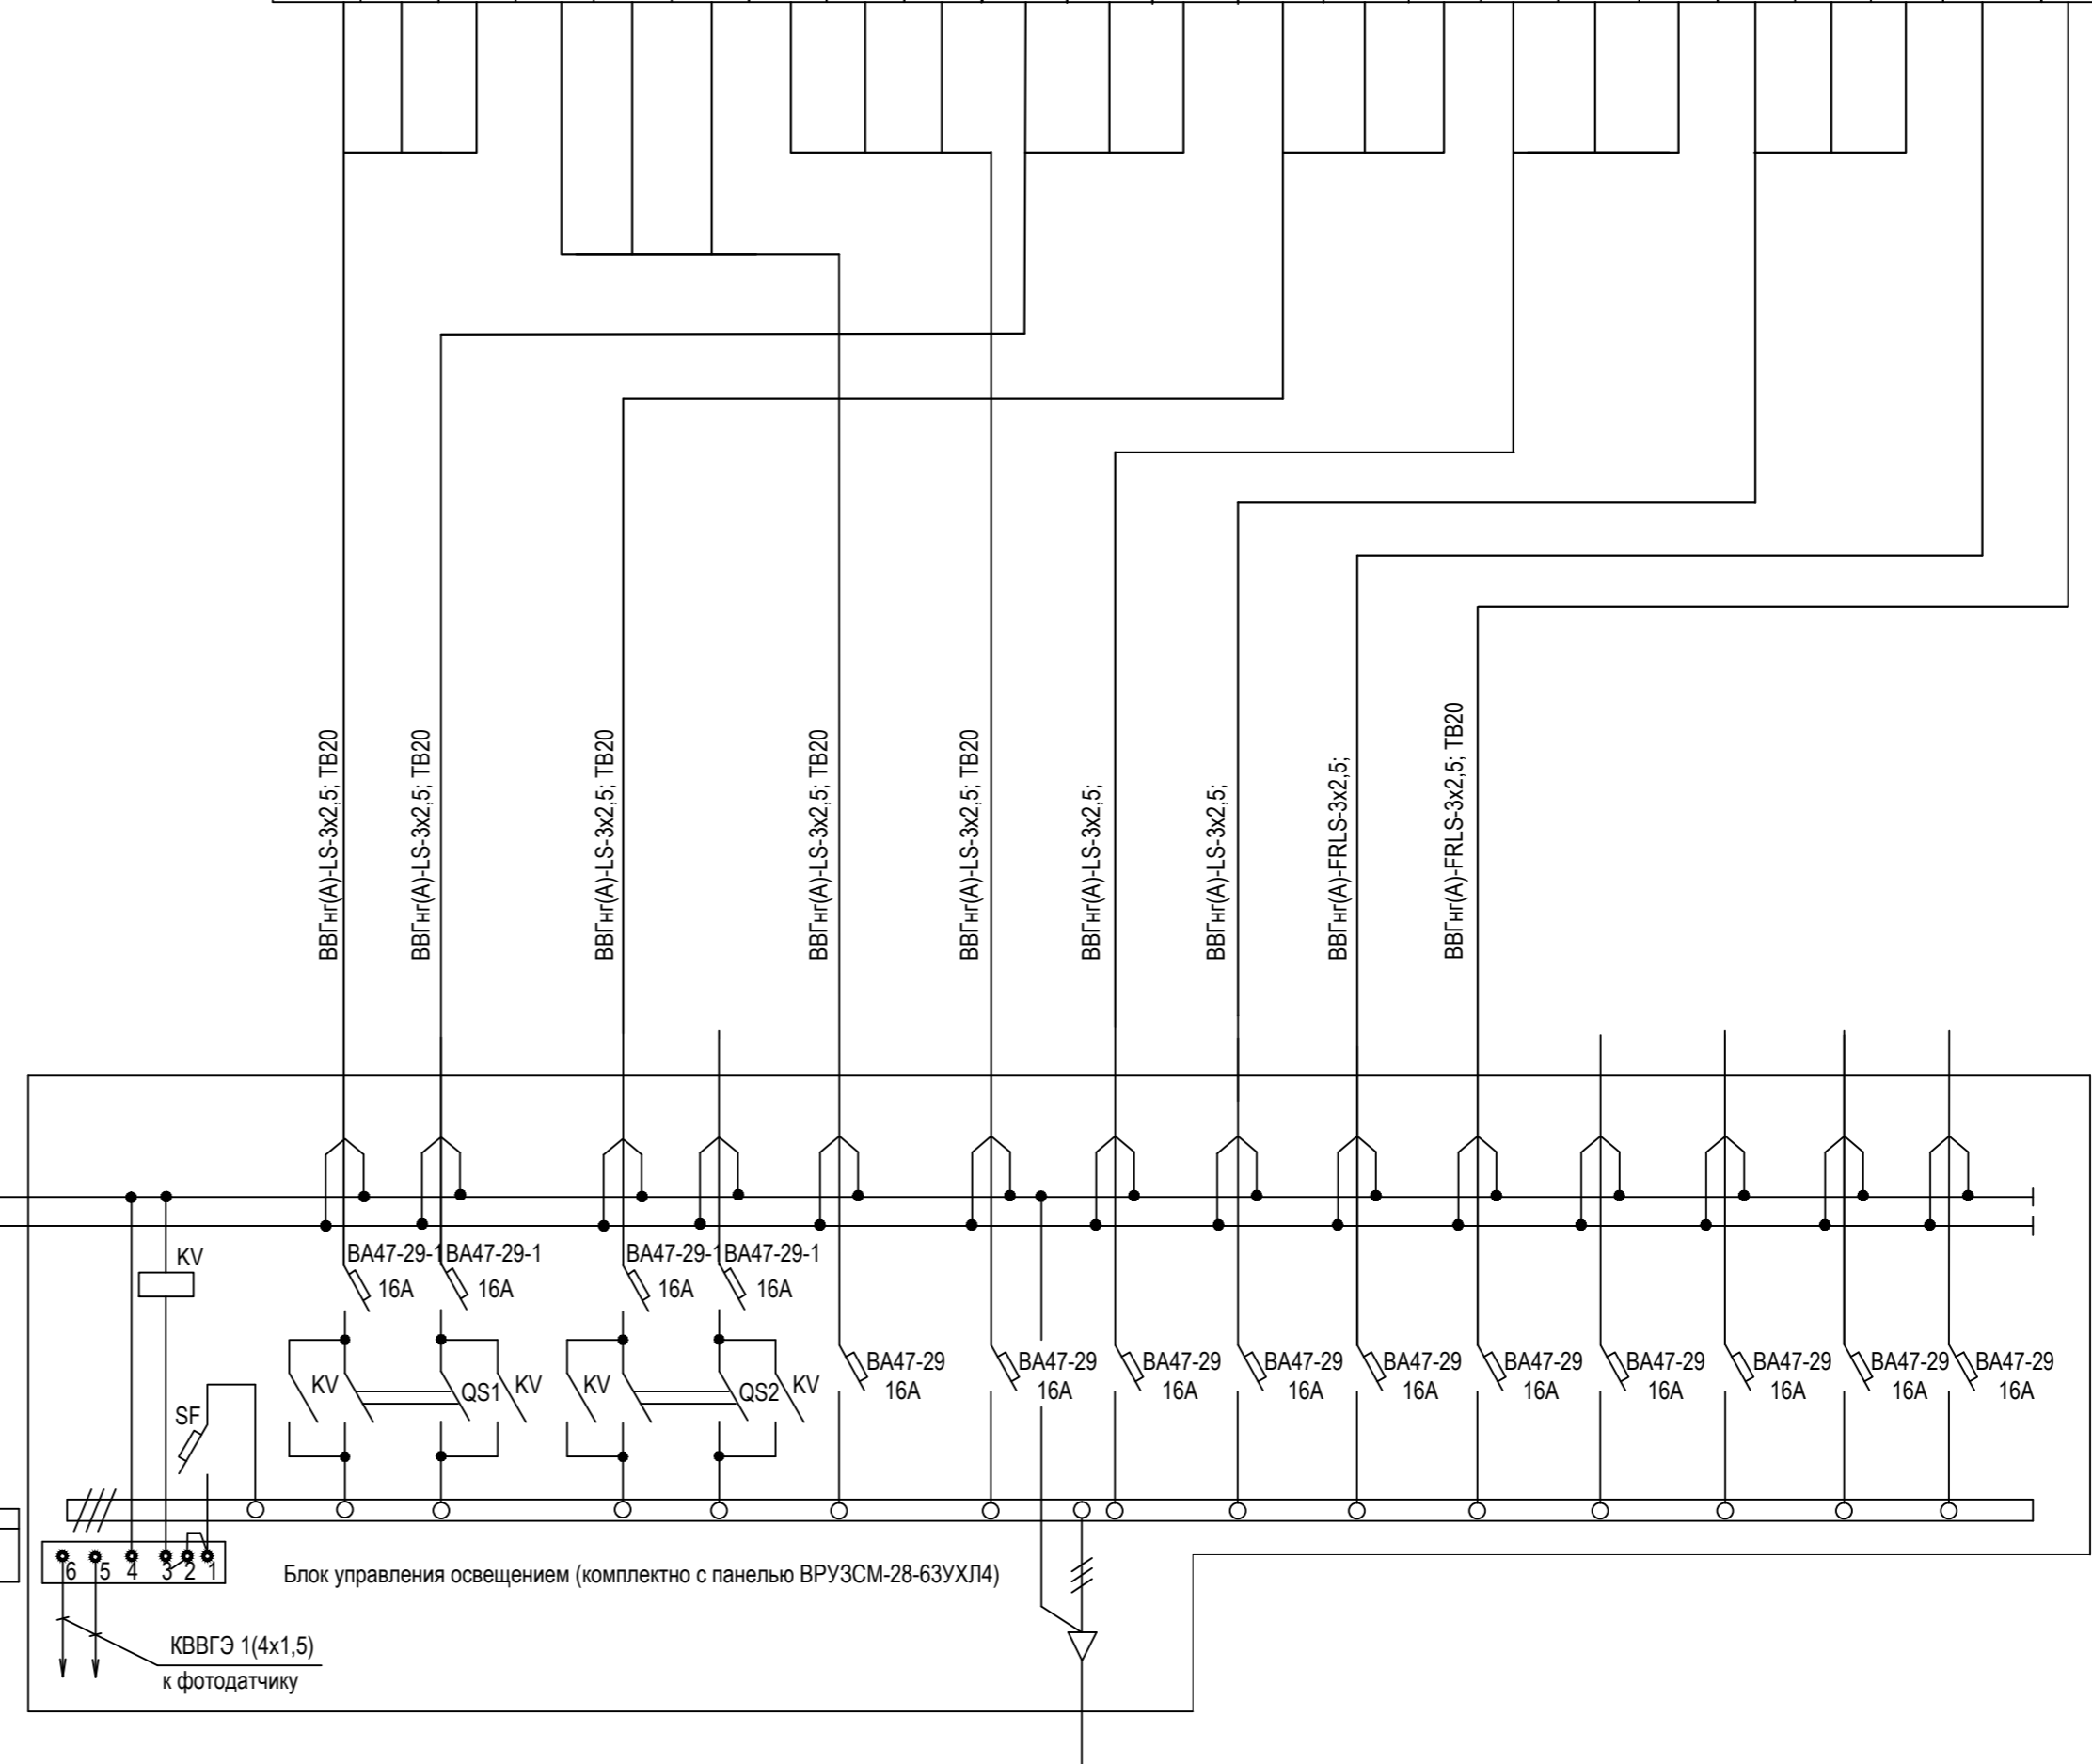 ВВГнг(А)-LS-3х2,5; ТВ20
ВВГнг(А)-LS-3х2,5; ТВ20
ВВГнг(А)-LS-3х2,5; ТВ20
ВВГнг(А)-LS-3х2,5; ТВ20
ВВГнг(А)-LS-3х2,5; ТВ20
ВВГнг(А)-LS-3х2,5;
ВВГнг(А)-LS-3х2,5;
ВВГнг(А)-FRLS-3х2,5;
ВВГнг(А)-FRLS-3х2,5; ТВ20
KV
ВА47-29-1
16А
ВА47-29-1
16А
ВА47-29-1
16А
ВА47-29-1
16А
KV
QS1
KV
KV
QS2
KV
ВА47-29
16А
ВА47-29
16А
ВА47-29
16А
ВА47-29
16А
ВА47-29
16А
ВА47-29
16А
ВА47-29
16А
ВА47-29
16А
ВА47-29
16А
ВА47-29
16А
SF
6 5 4 3 2 1
Блок управления освещением (комплектно с панелью ВРУ3СМ-28-63УХЛ4)
КВВГЭ 1(4х1,5)
к фотодатчику